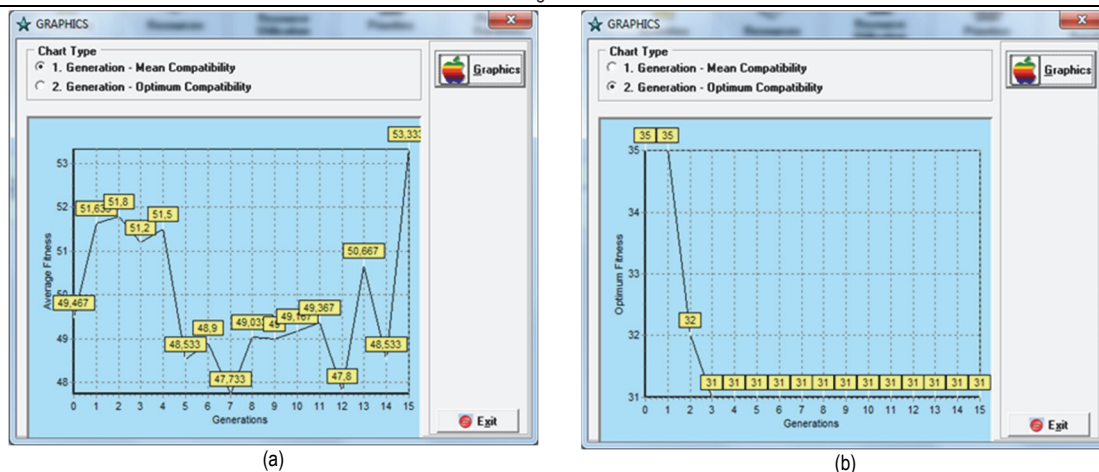 GRAPHICS
Chart Type
1. Generation - Mean Compatibility
2. Generation - Optimum Compatibility
Graphics
53,333
53
52
51
50
49
48
51,8
51,5
51,2
50,667
49,467
49,367
48,9
48,533
48,533
47,8
47,733
Average Fitness
0 1 2 3 4 5 6 7 8 9 10 11 12 13 14 15
Generations
Exit
(a)
GRAPHICS
Chart Type
1. Generation - Mean Compatibility
2. Generation - Optimum Compatibility
Graphics
35 35
35
34
33
32
31
32
31 31 31 31 31 31 31 31 31 31 31 31 31
Optimum Fitness
0 1 2 3 4 5 6 7 8 9 10 11 12 13 14 15
Generations
Exit
(b)